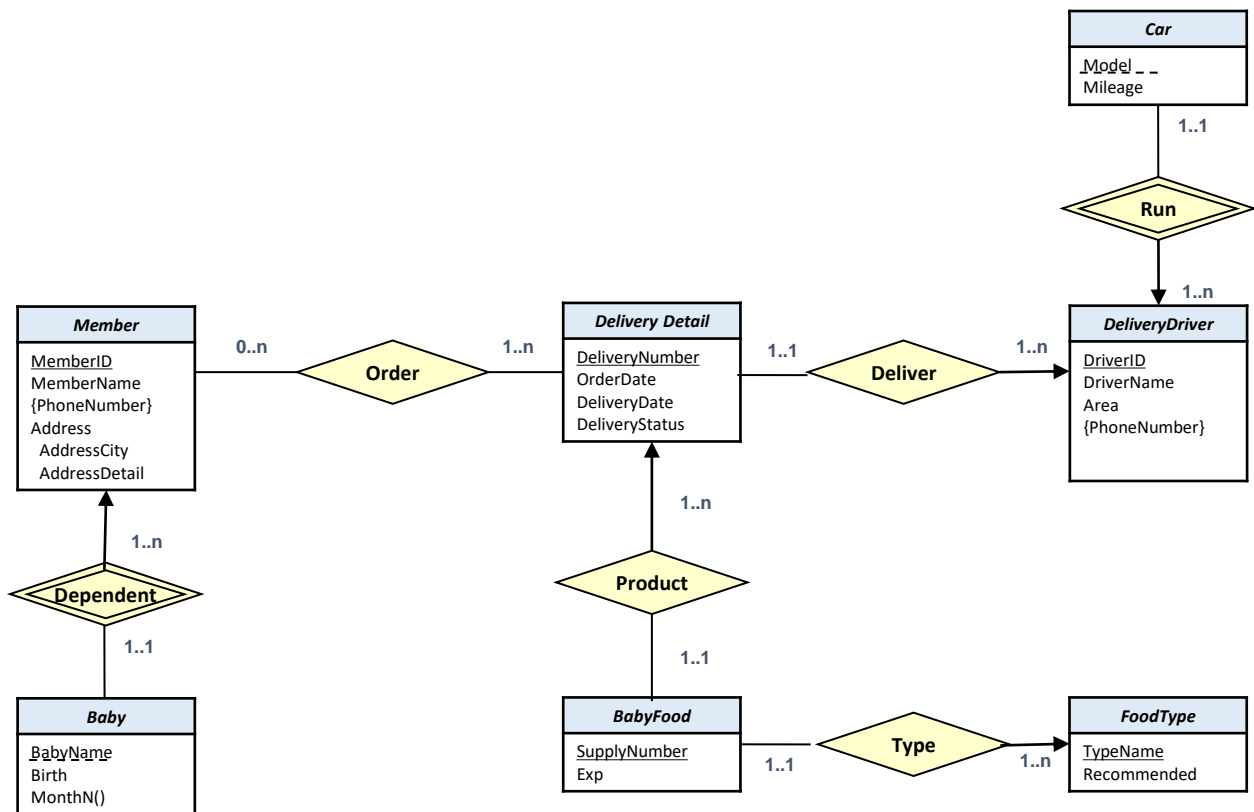 Car
Model
Mileage
1..1
Run
1..n
Member
MemberID
MemberName
{PhoneNumber}
Address
AddressCity
AddressDetail
0..n
Order
1..n
Delivery Detail
DeliveryNumber
OrderDate
DeliveryDate
DeliveryStatus
1..1
Deliver
1..n
DeliveryDriver
DriverID
DriverName
Area
{PhoneNumber}
1..n
Dependent
1..1
1..n
Product
1..1
Baby
BabyName
Birth
MonthN()
BabyFood
SupplyNumber
Exp
1..1
Type
1..n
FoodType
TypeName
Recommended